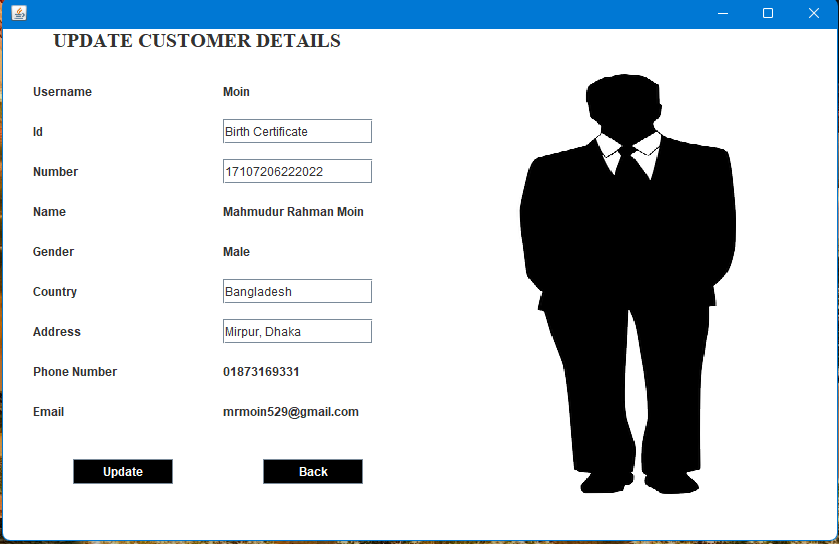 UPDATE CUSTOMER DETAILS
Username Moin
Id Birth Certificate
Number 17107206222022
Name Mahmudur Rahman Moin
Gender Male
Country Bangladesh
Address Mirpur, Dhaka
Phone Number 01873169331
Email mrmoin529@gmail.com
Update Back